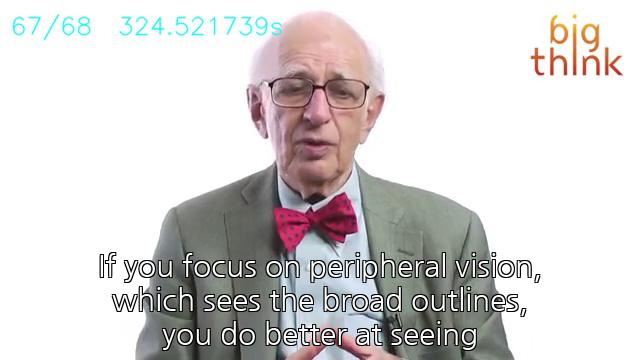 67/68 324.521739s
big
think
If you focus on peripheral vision,
which sees the broad outlines,
you do better at seeing